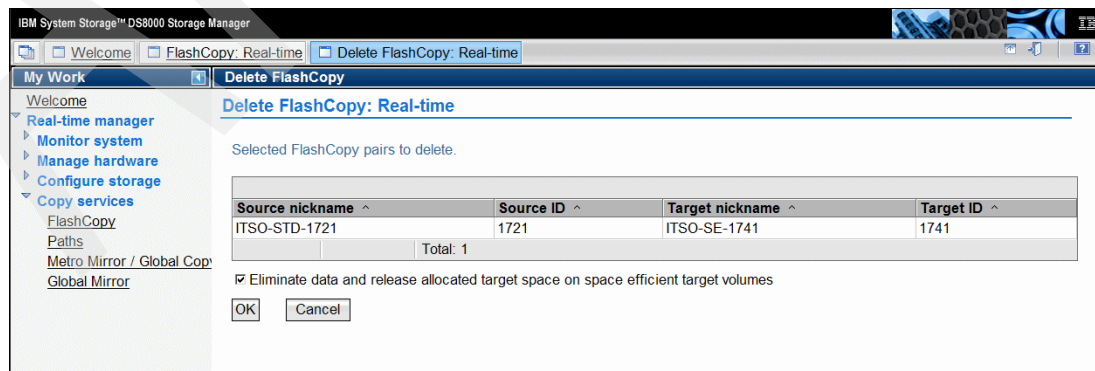 IBM System Storage™ DS8000 Storage Manager
Welcome FlashCopy: Real-time Delete FlashCopy: Real-time
My Work
Delete FlashCopy
Welcome
Real-time manager
Monitor system
Manage hardware
Configure storage
Copy services
FlashCopy
Paths
Metro Mirror / Global Copy
Global Mirror
Delete FlashCopy: Real-time
Selected FlashCopy pairs to delete.
Source nickname Source ID Target nickname Target ID
ITSO-STD-1721 1721 ITSO-SE-1741 1741
Total: 1
Eliminate data and release allocated target space on space efficient target volumes
OK Cancel